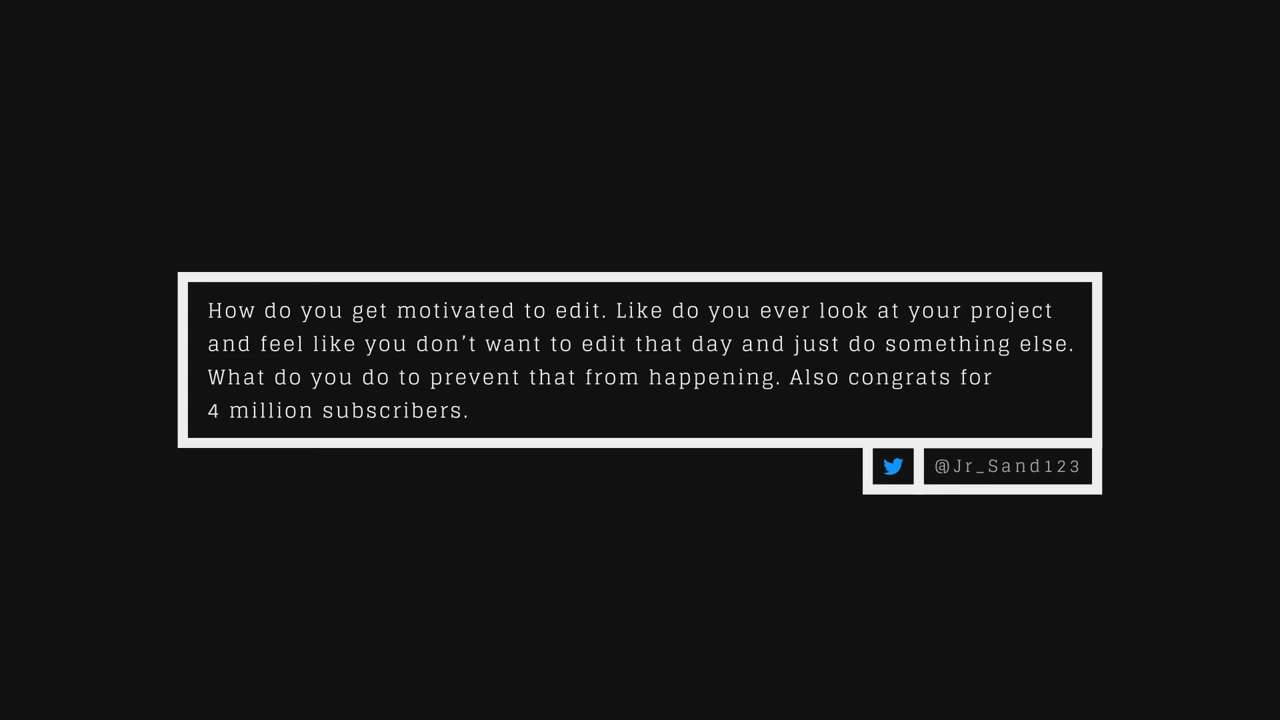 How do you get motivated to edit. Like do you ever look at your project
and feel like you don’t want to edit that day and just do something else.
What do you do to prevent that from happening. Also congrats for
4 million subscribers.
@Jr_Sand123